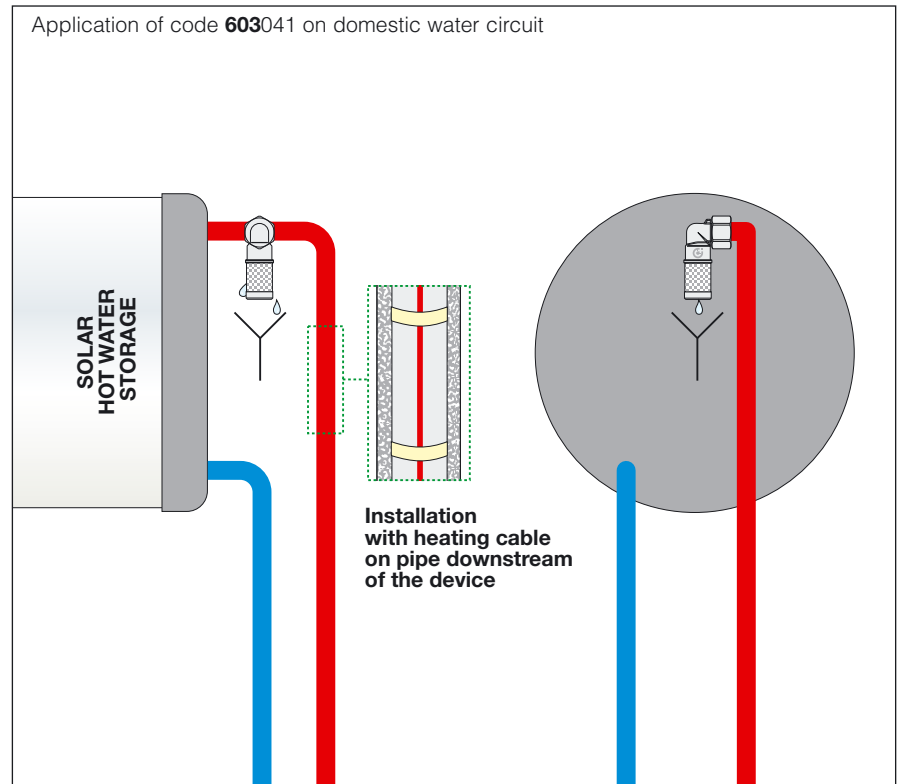 Application of code 603041 on domestic water circuit
SOLAR
HOT WATER
STORAGE
Installation
with heating cable
on pipe downstream
of the device